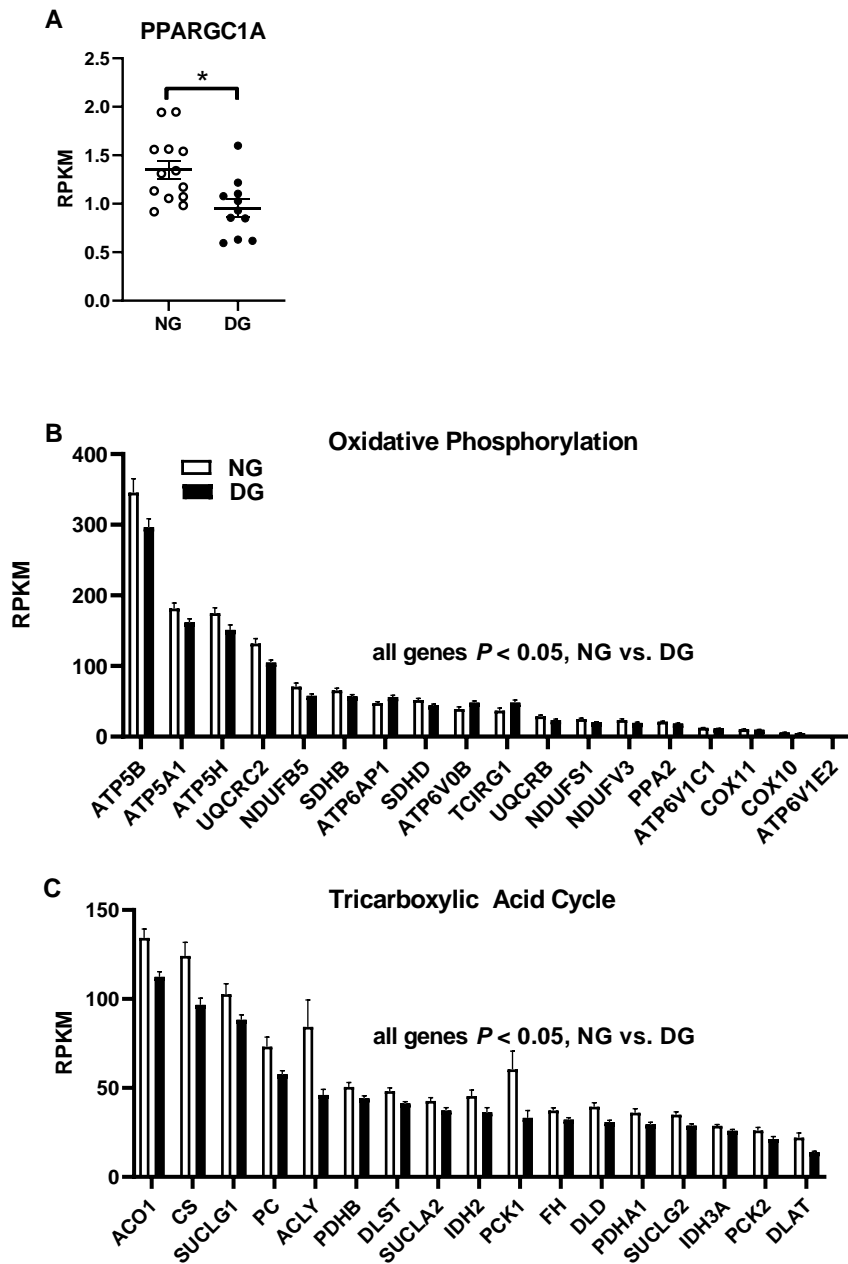 A
PPARGC1A
*
2.5
2.0
1.5
1.0
0.5
0.0
RPKM
NG DG
B
Oxidative Phosphorylation
NG
DG
400
300
200
100
0
RPKM
all genes P < 0.05, NG vs. DG
ATP5B ATP5A1 ATP5H UQCRC2 NDUFB5 SDHB ATP6AP1 SDHD ATP6V0B TCIRG1 UQCRB NDUFS1 NDUFV3 PPA2 ATP6V1C1 COX11 COX10 ATP6V1E2
C
Tricarboxylic Acid Cycle
150
100
50
0
RPKM
all genes P < 0.05, NG vs. DG
ACO1 CS SUCLG1 PC ACLY PDHB DLST SUCLA2 IDH2 PCK1 FH DLD PDHA1 SUCLG2 IDH3A PCK2 DLAT